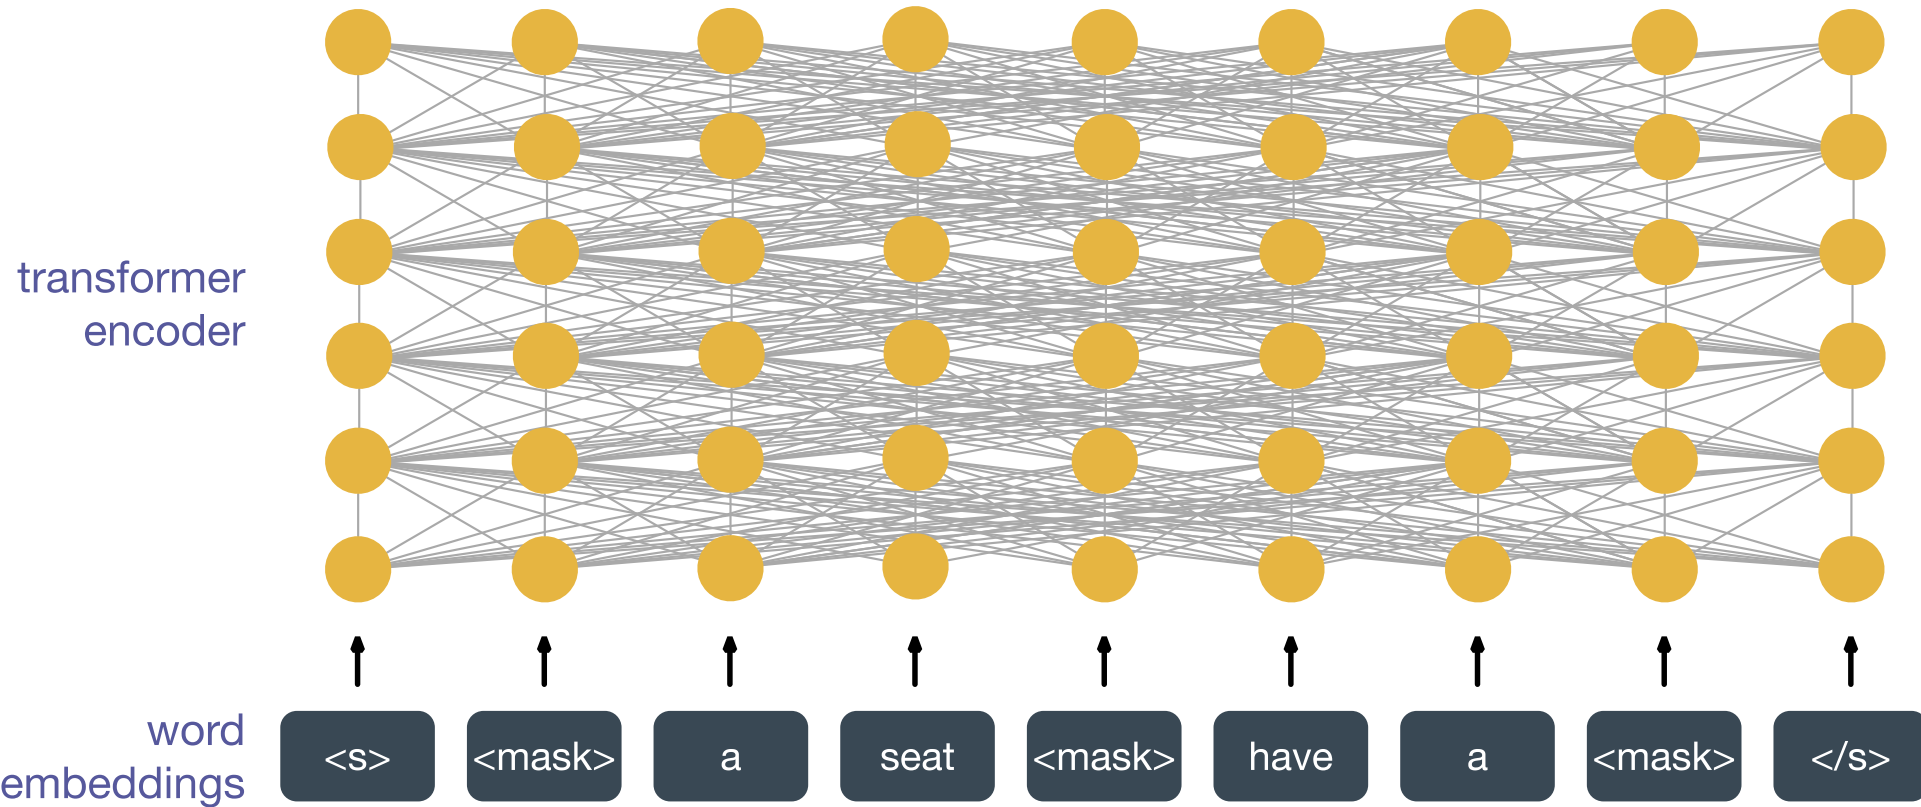 transformer
encoder
word
embeddings
<s> <mask> a seat <mask> have a <mask> </s>